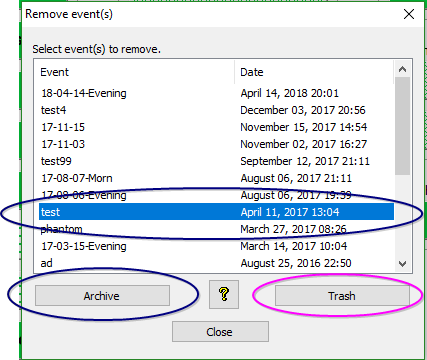 Remove event(s)
Select event(s) to remove.
Event Date
18-04-14-Evening April 14, 2018 20:01
test4 December 03, 2017 20:56
17-11-15 November 15, 2017 14:54
17-11-03 November 02, 2017 16:27
test99 September 12, 2017 21:11
17-08-07-Morn August 06, 2017 21:11
17-08-06-Evening August 06, 2017 19:39
test April 11, 2017 13:04
phantom March 27, 2017 08:26
17-03-15-Evening March 14, 2017 10:04
ad August 25, 2016 22:50
Archive ? Trash
Close